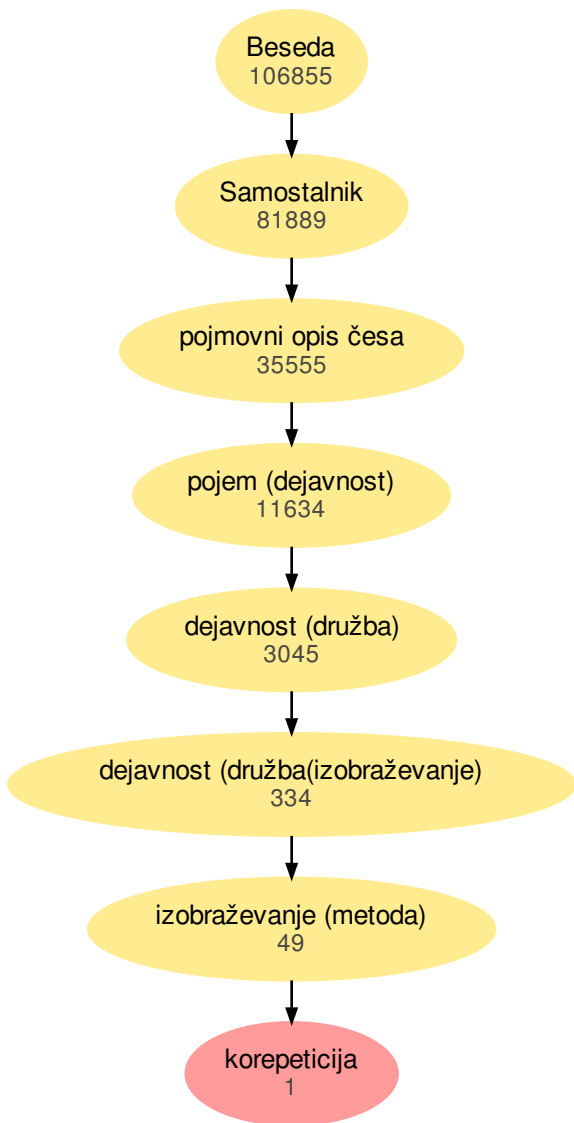 Beseda
106855
Samostalnik
81889
pojmovni opis česa
35555
pojem (dejavnost)
11634
dejavnost (družba)
3045
dejavnost (družba(izobraževanje)
334
izobraževanje (metoda)
49
korepeticija
1